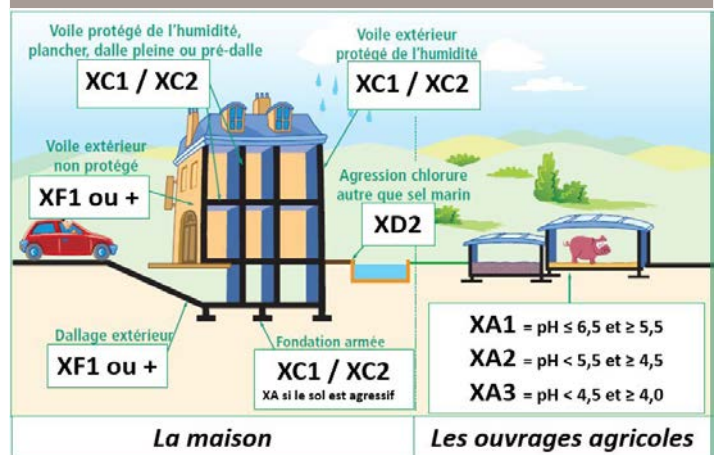 Voile protégé de l'humidité,
plancher, dalle pleine ou pré-dalle
XC1 / XC2
Voile extérieur
protégé de l'humidité
XC1 / XC2
Voile extérieur
non protégé
XF1 ou +
Agression chlorure
autre que sel marin
XD2
Dallage extérieur
XF1 ou +
Fondation armée
XC1 / XC2
XA si le sol est agressif
XA1 = pH ≤ 6,5 et ≥ 5,5
XA2 = pH < 5,5 et ≥ 4,5
XA3 = pH < 4,5 et ≥ 4,0
La maison
Les ouvrages agricoles